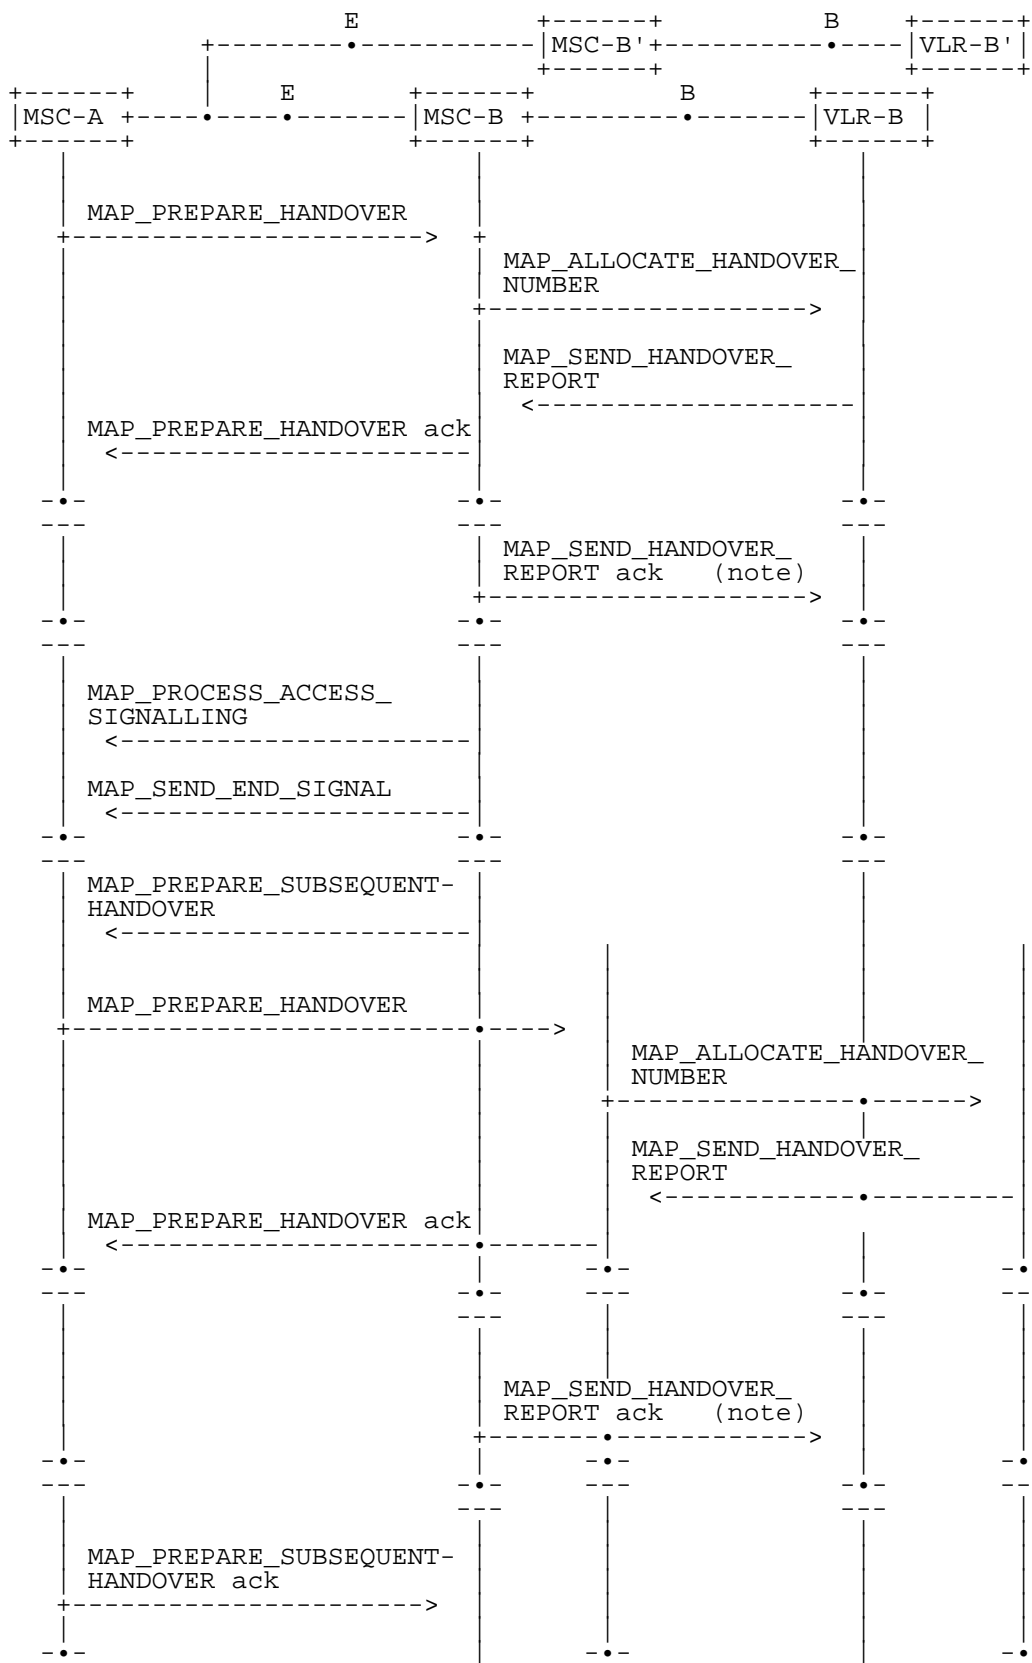 E B
MSC-B' VLR-B'
E B
MSC-A MSC-B VLR-B
MAP_PREPARE_HANDOVER
MAP_ALLOCATE_HANDOVER_
NUMBER
MAP_SEND_HANDOVER_
REPORT
MAP_PREPARE_HANDOVER ack
MAP_SEND_HANDOVER_
REPORT ack (note)
MAP_PROCESS_ACCESS_
SIGNALLING
MAP_SEND_END_SIGNAL
MAP_PREPARE_SUBSEQUENT-
HANDOVER
MAP_PREPARE_HANDOVER
MAP_ALLOCATE_HANDOVER_
NUMBER
MAP_SEND_HANDOVER_
REPORT
MAP_PREPARE_HANDOVER ack
MAP_SEND_HANDOVER_
REPORT ack (note)
MAP_PREPARE_SUBSEQUENT-
HANDOVER ack